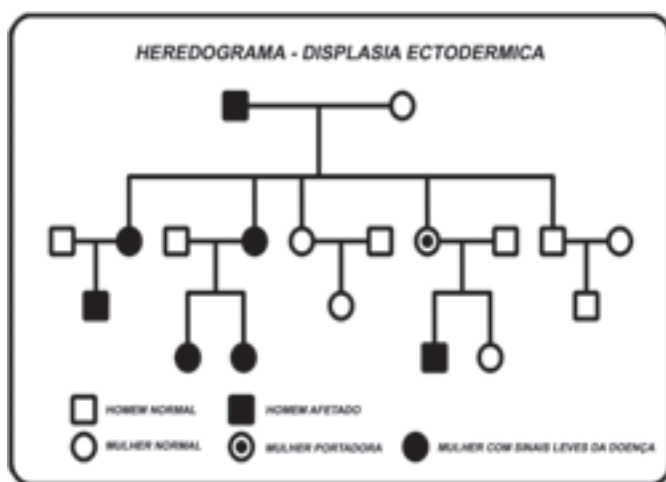 HEREDOGRAMA - DISPLASIA ECTODERMICA
HOMEM NORMAL
HOMEM AFETADO
MULHER NORMAL
MULHER PORTADORA
MULHER COM SINAIS LEVES DA DOENÇA